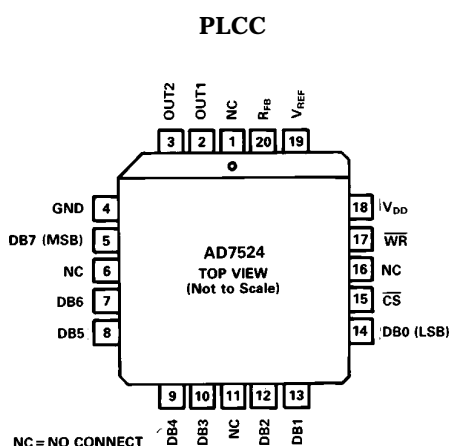 PLCC
OUT2
OUT1
NC
RFB
VREF
3
2
1
20
19
GND 4
DB7 (MSB) 5
NC 6
DB6 7
DB5 8
18 VDD
17 WR
16 NC
15 CS
14 DB0 (LSB)
AD7524
TOP VIEW
(Not to Scale)
9
10
11
12
13
DB4
DB3
NC
DB2
DB1
NC = NO CONNECT